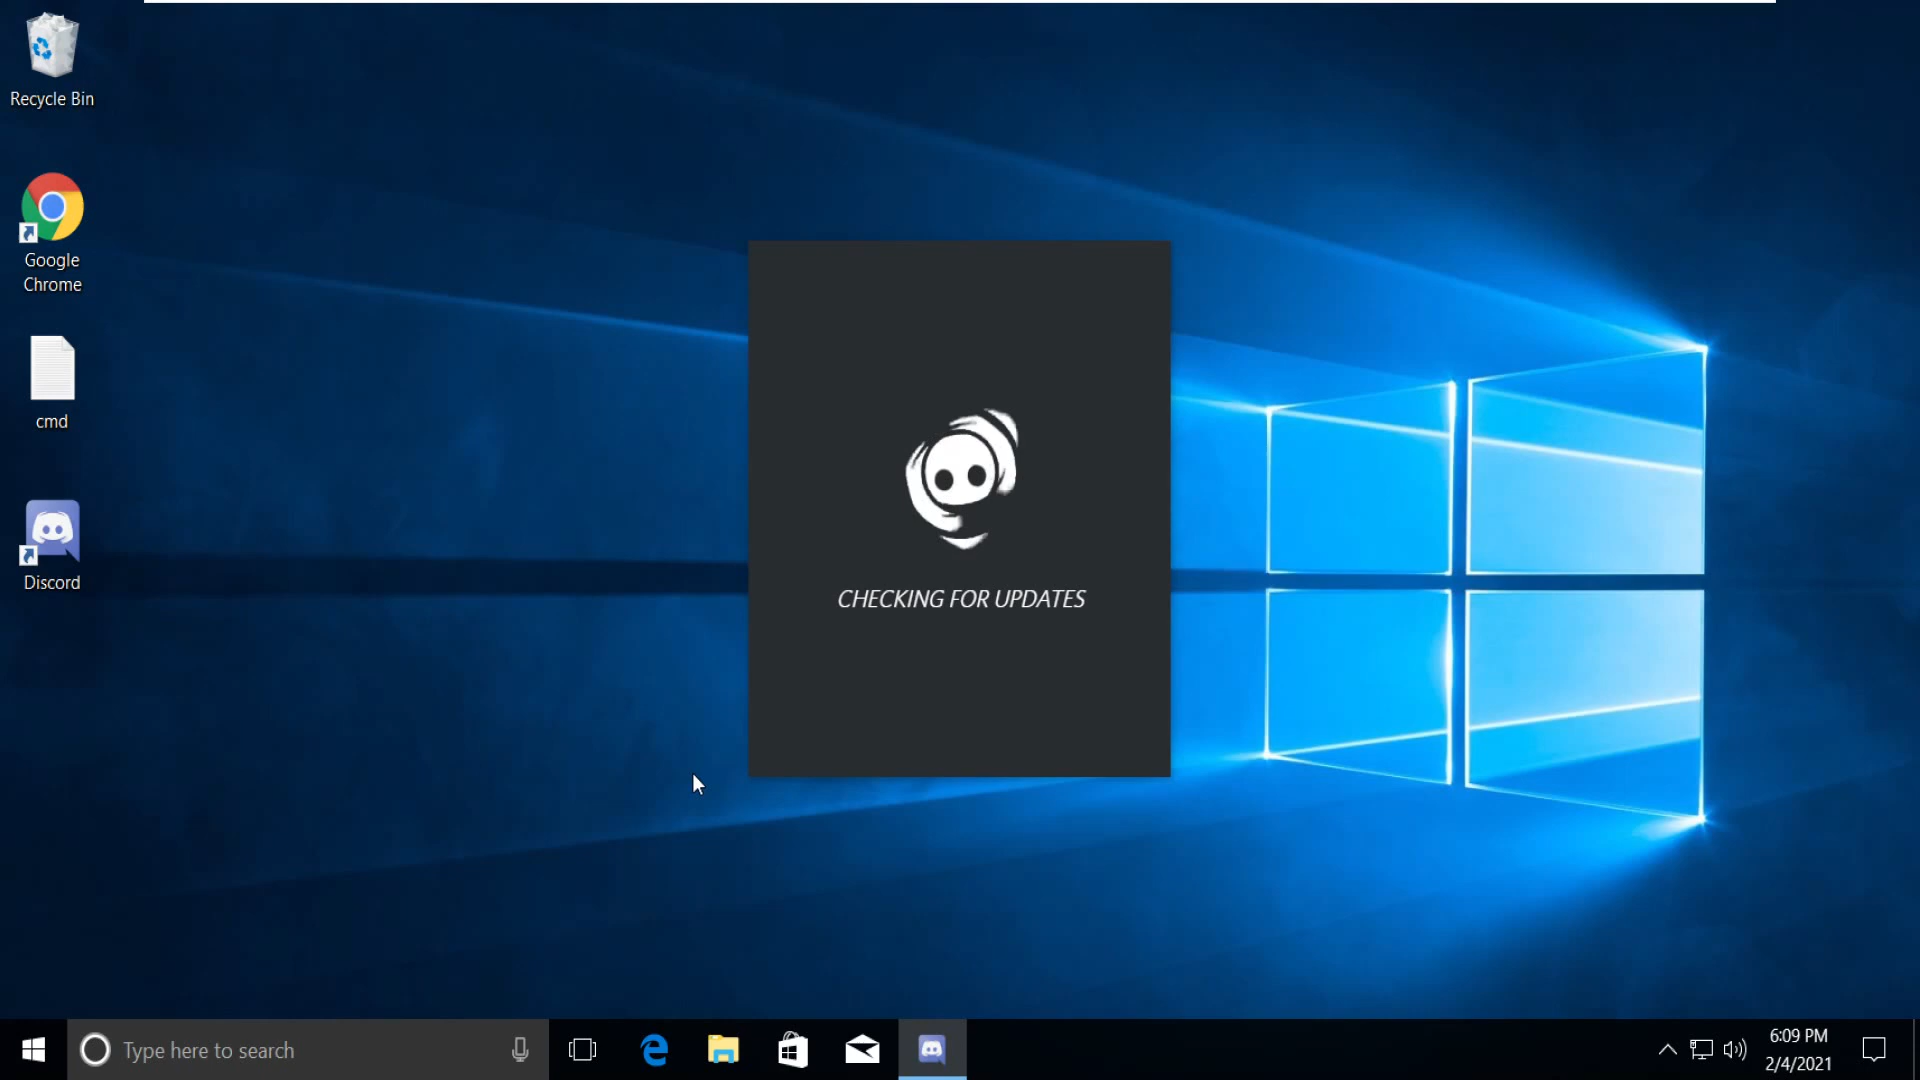 Recycle Bin
Google
Chrome
cmd
Discord
CHECKING FOR UPDATES
Type here to search
6:09 PM
2/4/2021